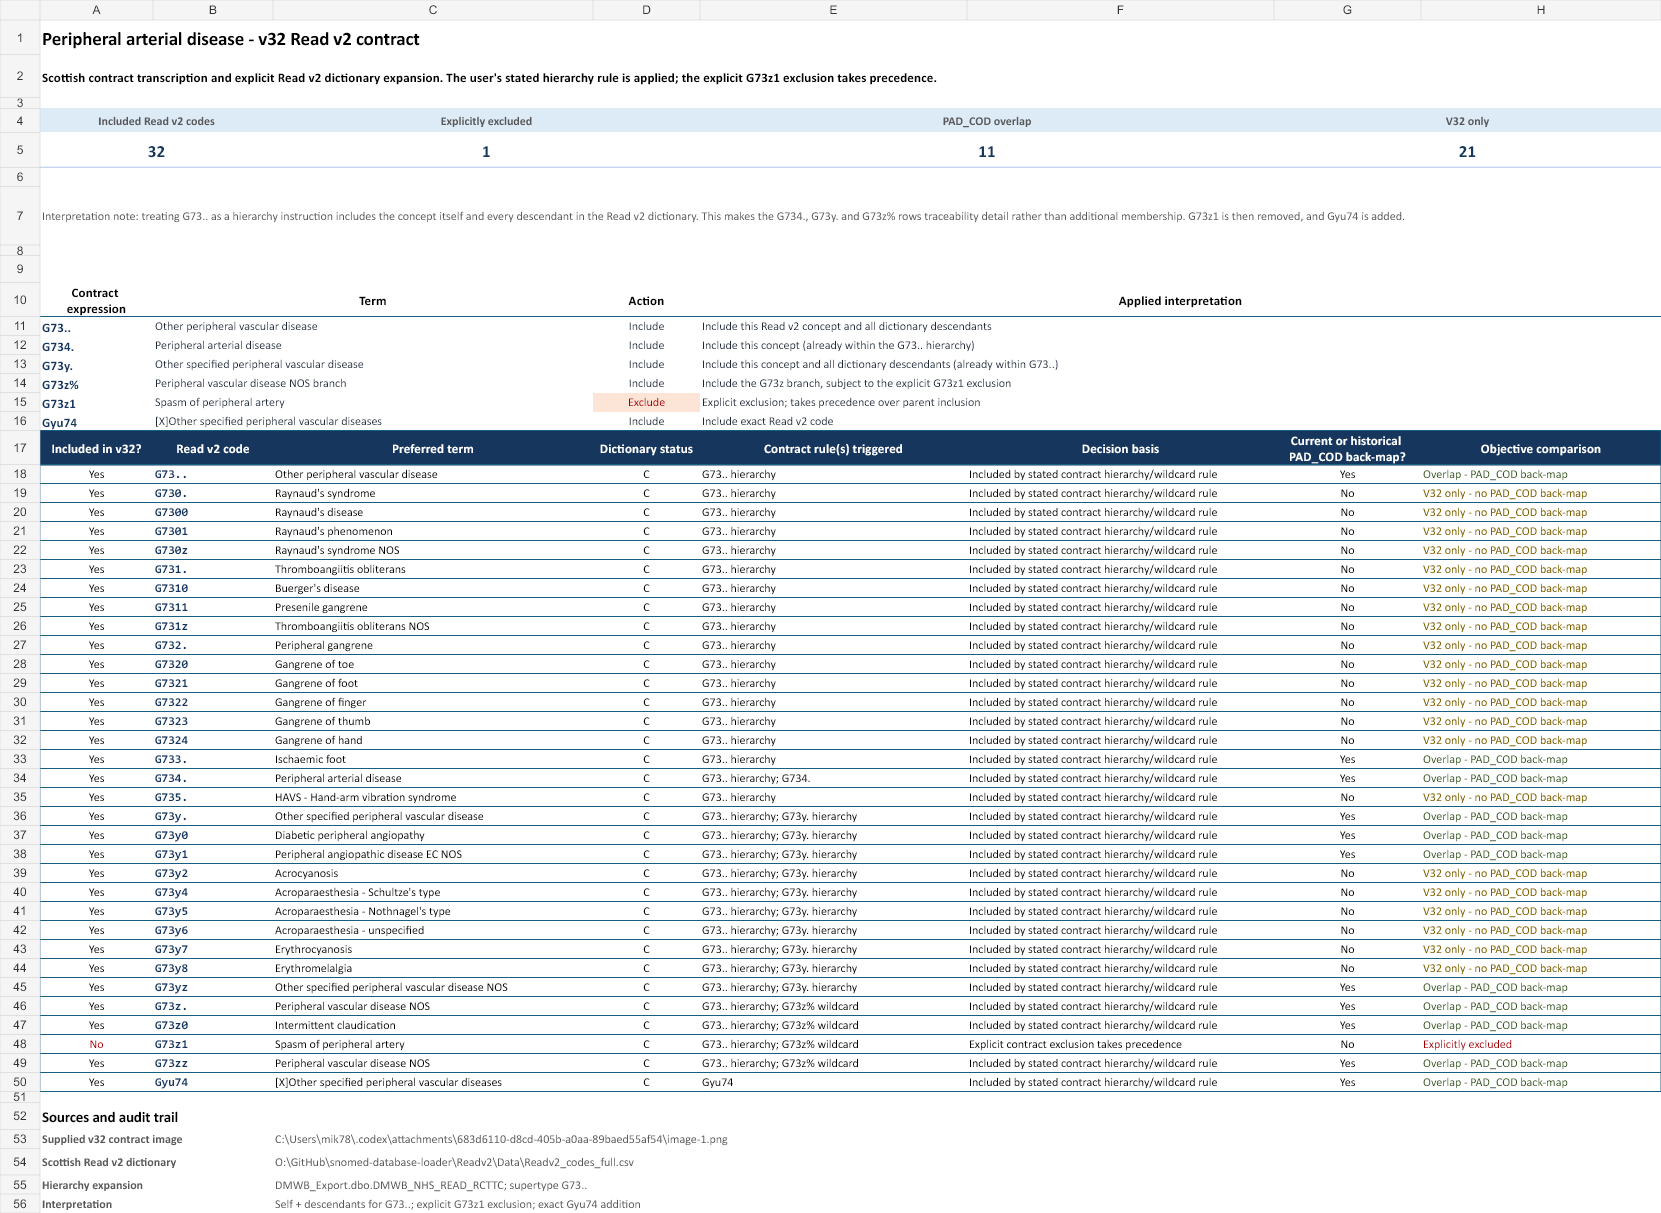 A B C D E F G H
1 Peripheral arterial disease - v32 Read v2 contract
2 Scottish contract transcription and explicit Read v2 dictionary expansion. The user's stated hierarchy rule is applied; the explicit G73z1 exclusion takes precedence.
3
4 Included Read v2 codes Explicitly excluded PAD_COD overlap V32 only
5 32 1 11 21
6
7 Interpretation note: treating G73.. as a hierarchy instruction includes the concept itself and every descendant in the Read v2 dictionary. This makes the G734., G73y. and G73z% rows traceability detail rather than additional membership. G73z1 is then removed, and Gyu74 is added.
8
9
10 Contract expression Term Action Applied interpretation
11 G73.. Other peripheral vascular disease Include Include this Read v2 concept and all dictionary descendants
12 G734. Peripheral arterial disease Include Include this concept (already within the G73.. hierarchy)
13 G73y. Other specified peripheral vascular disease Include Include this concept and all dictionary descendants (already within G73..)
14 G73z% Peripheral vascular disease NOS branch Include Include the G73z branch, subject to the explicit G73z1 exclusion
15 G73z1 Spasm of peripheral artery Exclude Explicit exclusion; takes precedence over parent inclusion
16 Gyu74 [X]Other specified peripheral vascular diseases Include Include exact Read v2 code
17 Included in v32? Read v2 code Preferred term Dictionary status Contract rule(s) triggered Decision basis Current or historical PAD_COD back-map? Objective comparison
18 Yes G73.. Other peripheral vascular disease C G73.. hierarchy Included by stated contract hierarchy/wildcard rule Yes Overlap - PAD_COD back-map
19 Yes G730. Raynaud's syndrome C G73.. hierarchy Included by stated contract hierarchy/wildcard rule No V32 only - no PAD_COD back-map
20 Yes G7300 Raynaud's disease C G73.. hierarchy Included by stated contract hierarchy/wildcard rule No V32 only - no PAD_COD back-map
21 Yes G7301 Raynaud's phenomenon C G73.. hierarchy Included by stated contract hierarchy/wildcard rule No V32 only - no PAD_COD back-map
22 Yes G730z Raynaud's syndrome NOS C G73.. hierarchy Included by stated contract hierarchy/wildcard rule No V32 only - no PAD_COD back-map
23 Yes G731. Thromboangiitis obliterans C G73.. hierarchy Included by stated contract hierarchy/wildcard rule No V32 only - no PAD_COD back-map
24 Yes G7310 Buerger's disease C G73.. hierarchy Included by stated contract hierarchy/wildcard rule No V32 only - no PAD_COD back-map
25 Yes G7311 Presenile gangrene C G73.. hierarchy Included by stated contract hierarchy/wildcard rule No V32 only - no PAD_COD back-map
26 Yes G731z Thromboangiitis obliterans NOS C G73.. hierarchy Included by stated contract hierarchy/wildcard rule No V32 only - no PAD_COD back-map
27 Yes G732. Peripheral gangrene C G73.. hierarchy Included by stated contract hierarchy/wildcard rule No V32 only - no PAD_COD back-map
28 Yes G7320 Gangrene of toe C G73.. hierarchy Included by stated contract hierarchy/wildcard rule No V32 only - no PAD_COD back-map
29 Yes G7321 Gangrene of foot C G73.. hierarchy Included by stated contract hierarchy/wildcard rule No V32 only - no PAD_COD back-map
30 Yes G7322 Gangrene of finger C G73.. hierarchy Included by stated contract hierarchy/wildcard rule No V32 only - no PAD_COD back-map
31 Yes G7323 Gangrene of thumb C G73.. hierarchy Included by stated contract hierarchy/wildcard rule No V32 only - no PAD_COD back-map
32 Yes G7324 Gangrene of hand C G73.. hierarchy Included by stated contract hierarchy/wildcard rule No V32 only - no PAD_COD back-map
33 Yes G733. Ischaemic foot C G73.. hierarchy Included by stated contract hierarchy/wildcard rule Yes Overlap - PAD_COD back-map
34 Yes G734. Peripheral arterial disease C G73.. hierarchy; G734. Included by stated contract hierarchy/wildcard rule Yes Overlap - PAD_COD back-map
35 Yes G735. HAVS - Hand-arm vibration syndrome C G73.. hierarchy Included by stated contract hierarchy/wildcard rule No V32 only - no PAD_COD back-map
36 Yes G73y. Other specified peripheral vascular disease C G73.. hierarchy; G73y. hierarchy Included by stated contract hierarchy/wildcard rule Yes Overlap - PAD_COD back-map
37 Yes G73y0 Diabetic peripheral angiopathy C G73.. hierarchy; G73y. hierarchy Included by stated contract hierarchy/wildcard rule Yes Overlap - PAD_COD back-map
38 Yes G73y1 Peripheral angiopathic disease EC NOS C G73.. hierarchy; G73y. hierarchy Included by stated contract hierarchy/wildcard rule Yes Overlap - PAD_COD back-map
39 Yes G73y2 Acrocyanosis C G73.. hierarchy; G73y. hierarchy Included by stated contract hierarchy/wildcard rule No V32 only - no PAD_COD back-map
40 Yes G73y4 Acroparaesthesia - Schultze's type C G73.. hierarchy; G73y. hierarchy Included by stated contract hierarchy/wildcard rule No V32 only - no PAD_COD back-map
41 Yes G73y5 Acroparaesthesia - Nothnagel's type C G73.. hierarchy; G73y. hierarchy Included by stated contract hierarchy/wildcard rule No V32 only - no PAD_COD back-map
42 Yes G73y6 Acroparaesthesia - unspecified C G73.. hierarchy; G73y. hierarchy Included by stated contract hierarchy/wildcard rule No V32 only - no PAD_COD back-map
43 Yes G73y7 Erythrocyanosis C G73.. hierarchy; G73y. hierarchy Included by stated contract hierarchy/wildcard rule No V32 only - no PAD_COD back-map
44 Yes G73y8 Erythromelalgia C G73.. hierarchy; G73y. hierarchy Included by stated contract hierarchy/wildcard rule No V32 only - no PAD_COD back-map
45 Yes G73yz Other specified peripheral vascular disease NOS C G73.. hierarchy; G73y. hierarchy Included by stated contract hierarchy/wildcard rule Yes Overlap - PAD_COD back-map
46 Yes G73z. Peripheral vascular disease NOS C G73.. hierarchy; G73z% wildcard Included by stated contract hierarchy/wildcard rule Yes Overlap - PAD_COD back-map
47 Yes G73z0 Intermittent claudication C G73.. hierarchy; G73z% wildcard Included by stated contract hierarchy/wildcard rule Yes Overlap - PAD_COD back-map
48 No G73z1 Spasm of peripheral artery C G73.. hierarchy; G73z% wildcard Explicit contract exclusion takes precedence No Explicitly excluded
49 Yes G73zz Peripheral vascular disease NOS C G73.. hierarchy; G73z% wildcard Included by stated contract hierarchy/wildcard rule Yes Overlap - PAD_COD back-map
50 Yes Gyu74 [X]Other specified peripheral vascular diseases C Gyu74 Included by stated contract hierarchy/wildcard rule Yes Overlap - PAD_COD back-map
51
52 Sources and audit trail
53 Supplied v32 contract image C:\Users\mik78\.codex\attachments\683d6110-d8cd-405b-a0aa-89baed55af54\image-1.png
54 Scottish Read v2 dictionary O:\GitHub\snomed-database-loader\Readv2\Data\Readv2_codes_full.csv
55 Hierarchy expansion DMWB_Export.dbo.DMWB_NHS_READ_RCTTC; supertype G73..
56 Interpretation Self + descendants for G73..; explicit G73z1 exclusion; exact Gyu74 addition